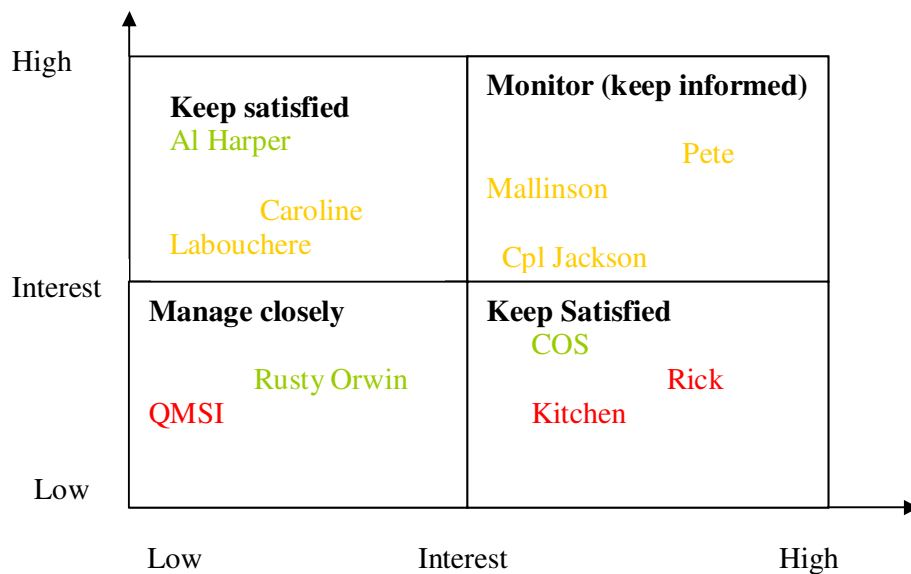 High
Keep satisfied
Al Harper
Caroline
Labouchere
Monitor (keep informed)
Pete
Mallinson
Cpl Jackson
Interest
Manage closely
Rusty Orwin
QMSI
Keep Satisfied
COS
Rick
Kitchen
Low
Low Interest High